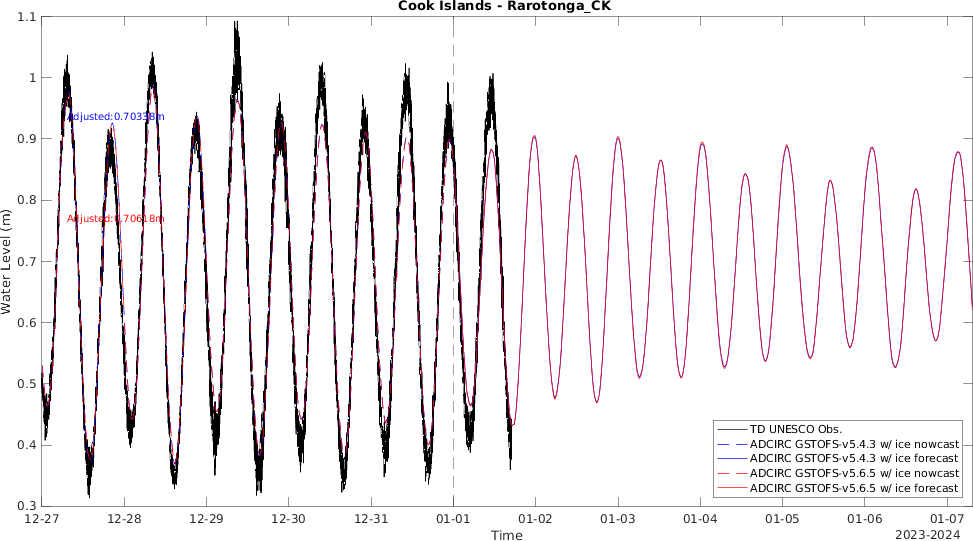 Cook Islands - Rarotonga_CK
1.1
1
0.9
0.8
0.7
0.6
0.5
0.4
0.3
Water Level (m)
Adjusted:0.70338m
Adjusted:0.70618m
TD UNESCO Obs.
ADCIRC GSTOFS-v5.4.3 w/ ice nowcast
ADCIRC GSTOFS-v5.4.3 w/ ice forecast
ADCIRC GSTOFS-v5.6.5 w/ ice nowcast
ADCIRC GSTOFS-v5.6.5 w/ ice forecast
12-27 12-28 12-29 12-30 12-31 01-01 01-02 01-03 01-04 01-05 01-06 01-07
Time
2023-2024